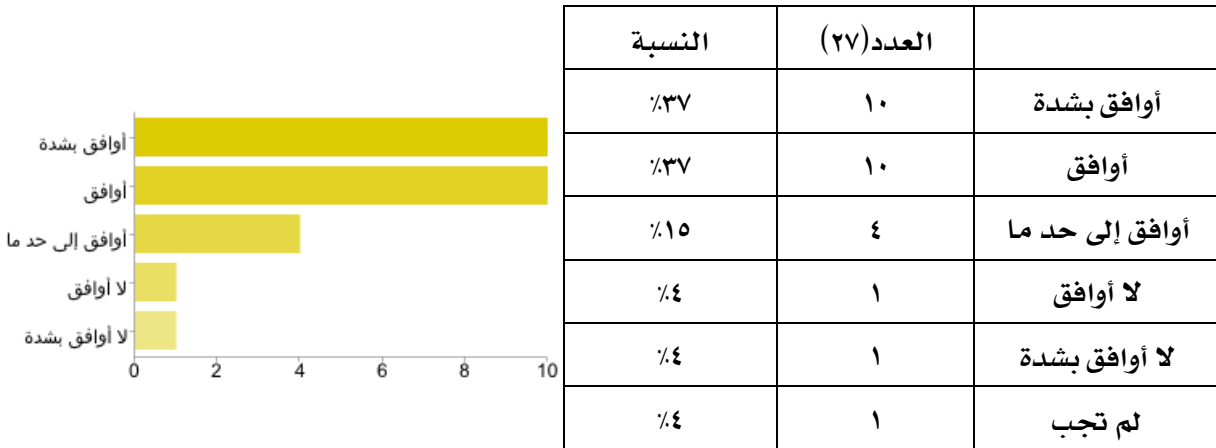 العدد(٢٧) النسبة
أوافق بشدة ١٠ ٣٧٪
أوافق ١٠ ٣٧٪
أوافق إلى حد ما ٤ ١٥٪
لا أوافق ١ ٤٪
لا أوافق بشدة ١ ٤٪
لم تجب ١ ٤٪
أوافق بشدة
أوافق
أوافق إلى حد ما
لا أوافق
لا أوافق بشدة
0 2 4 6 8 10